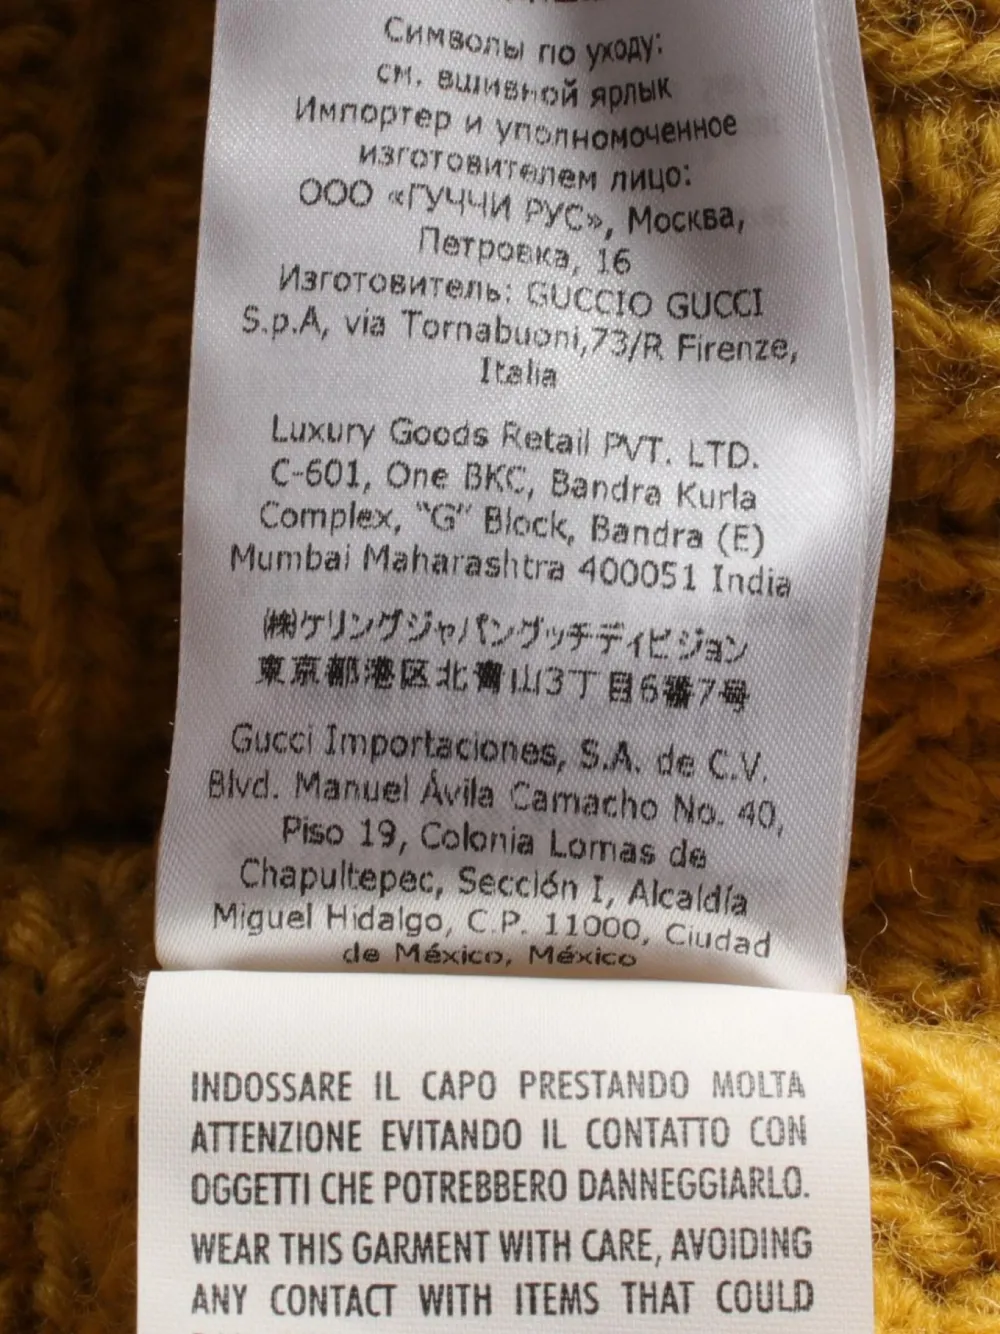 Символы по уходу:
см. вшивной ярлык
Импортер и уполномоченное
изготовителем лицо:
ООО «ГУЧЧИ РУС», Москва,
Петровка, 16
Изготовитель: GUCCIO GUCCI
S.p.A, via Tornabuoni,73/R Firenze,
Italia
Luxury Goods Retail PVT. LTD.
C-601, One BKC, Bandra Kurla
Complex, "G" Block, Bandra (E)
Mumbai Maharashtra 400051 India
㈱ケリングジャパングッチディビジョン
東京都港区北青山3丁目6番7号
Gucci Importaciones, S.A. de C.V.
Blvd. Manuel Ávila Camacho No. 40,
Piso 19, Colonia Lomas de
Chapultepec, Sección I, Alcaldía
Miguel Hidalgo, C.P. 11000, Ciudad
de México, México
INDOSSARE IL CAPO PRESTANDO MOLTA
ATTENZIONE EVITANDO IL CONTATTO CON
OGGETTI CHE POTREBBERO DANNEGGIARLO.
WEAR THIS GARMENT WITH CARE, AVOIDING
ANY CONTACT WITH ITEMS THAT COULD